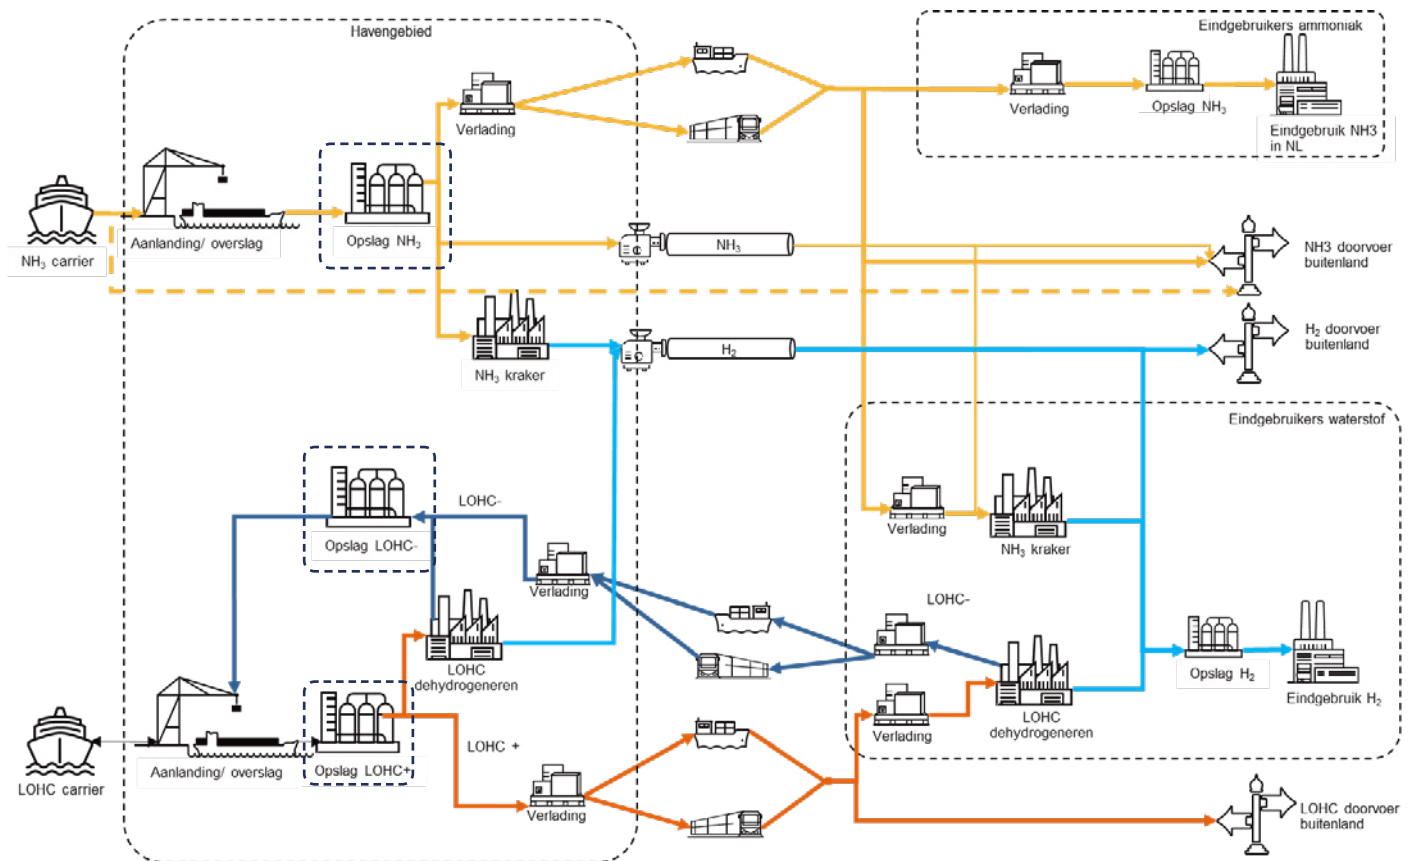 Havengebied
Eindgebruikers ammoniak
Verlading
Verlading
Opslag NH₃
Eindgebruik NH3
in NL
NH₃ carrier
Aanlanding/ overslag
Opslag NH₃
NH₃
NH3 doorvoer
buitenland
NH₃ kraker
H₂
H₂ doorvoer
buitenland
Eindgebruikers waterstof
LOHC-
Opslag LOHC-
Verlading
NH₃ kraker
Verlading
LOHC-
LOHC
dehydrogeneren
Opslag H₂
Eindgebruik H₂
LOHC
dehydrogeneren
Verlading
LOHC carrier
Aanlanding/ overslag
Opslag LOHC+
LOHC +
Verlading
LOHC doorvoer
buitenland